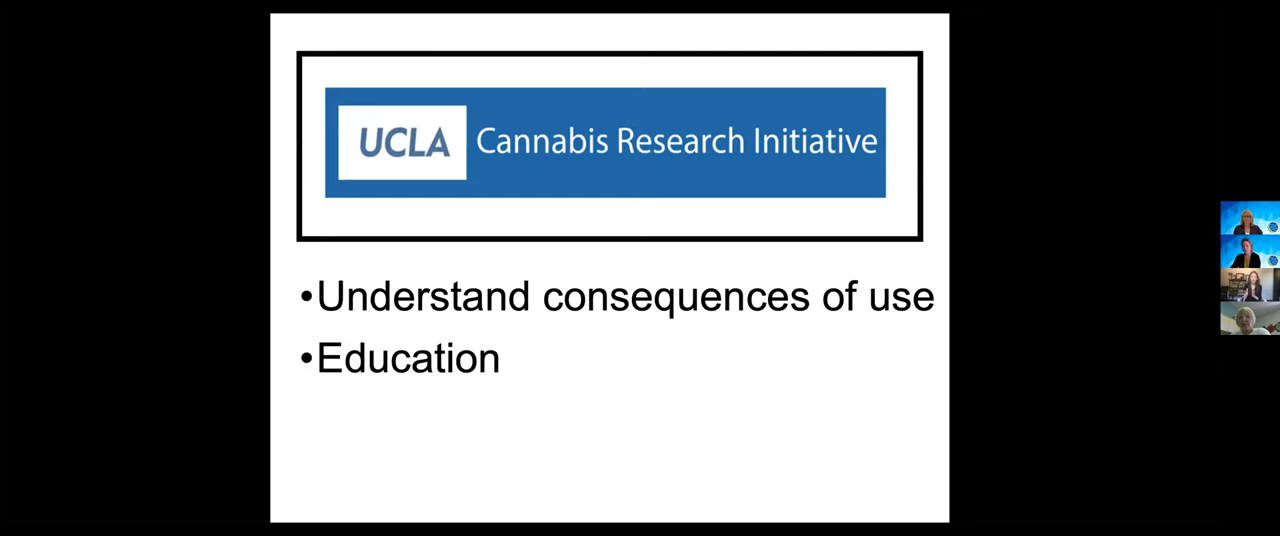 UCLA Cannabis Research Initiative
•Understand consequences of use
•Education